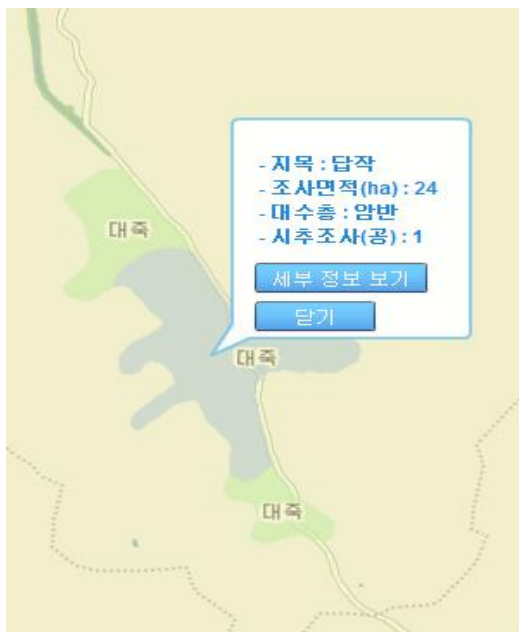 - 지목 : 답작
- 조사면적(ha) : 24
- 대수층 : 암반
- 시추조사(공) : 1
세부 정보 보기
닫기
대죽
대죽
대죽